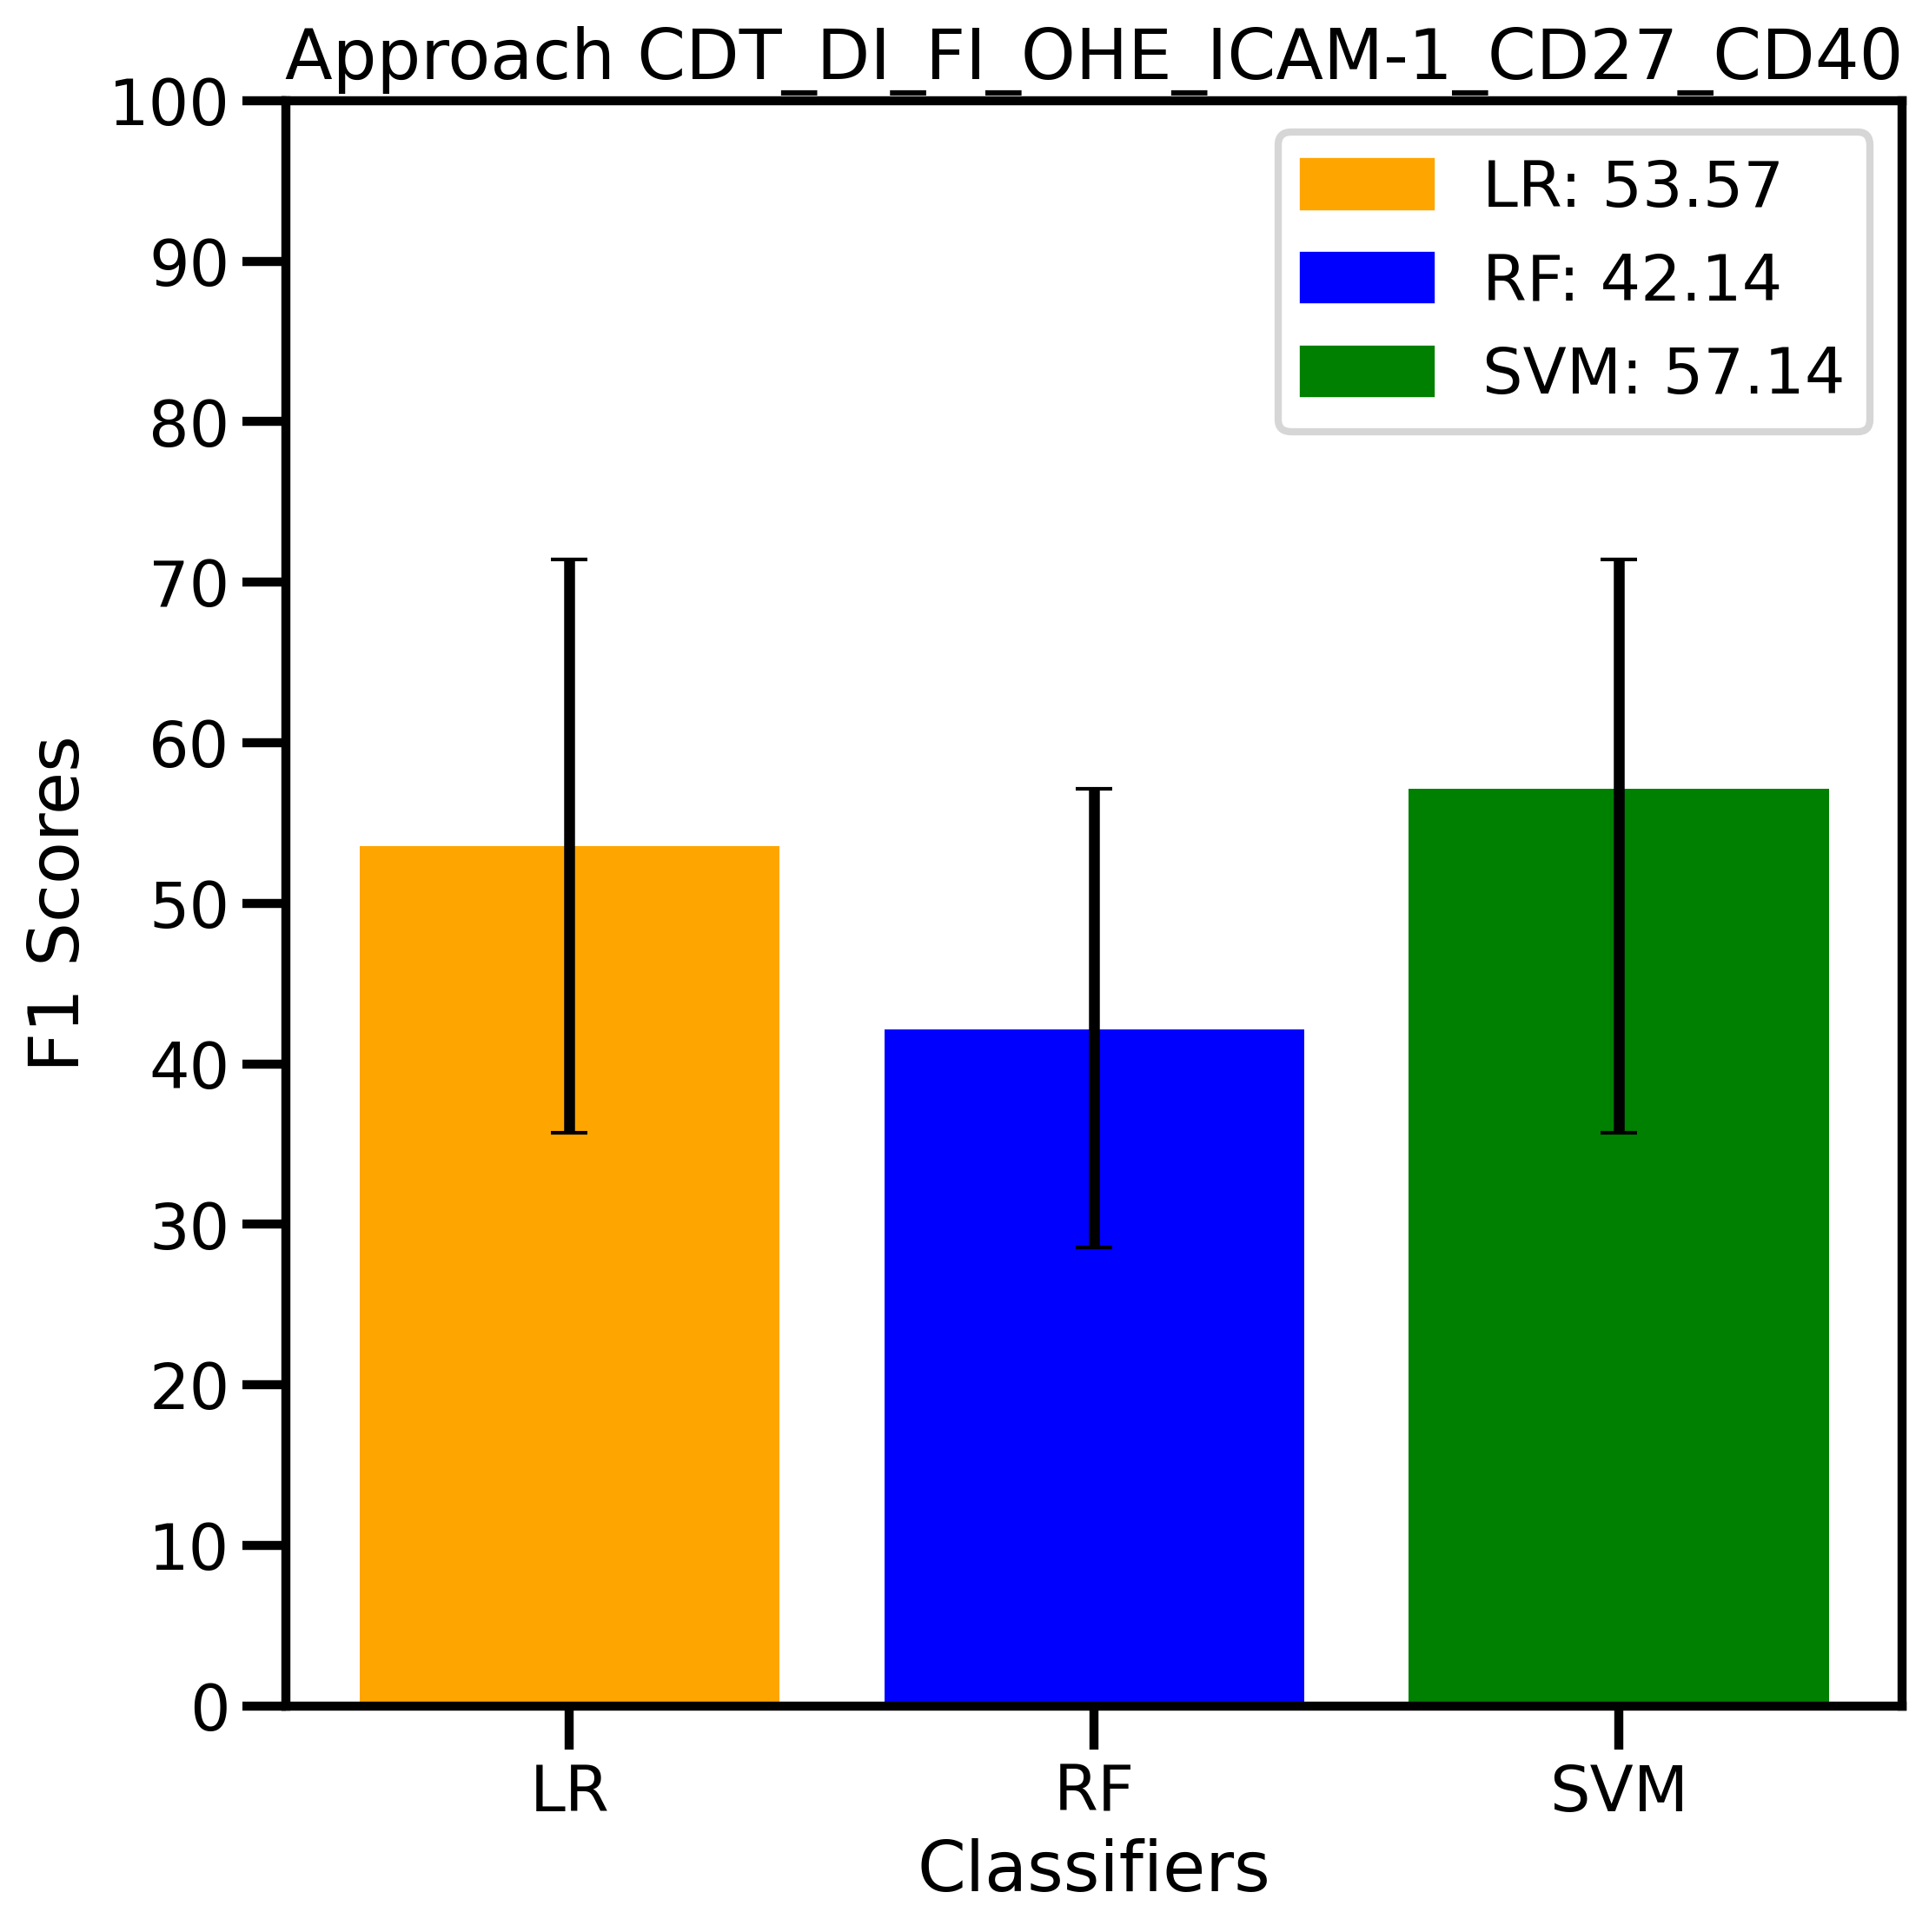 Approach CDT_DI_FI_OHE_ICAM-1_CD27_CD40
100
90
80
70
60
50
40
30
20
10
0
F1 Scores
LR: 53.57
RF: 42.14
SVM: 57.14
LR
RF
SVM
Classifiers